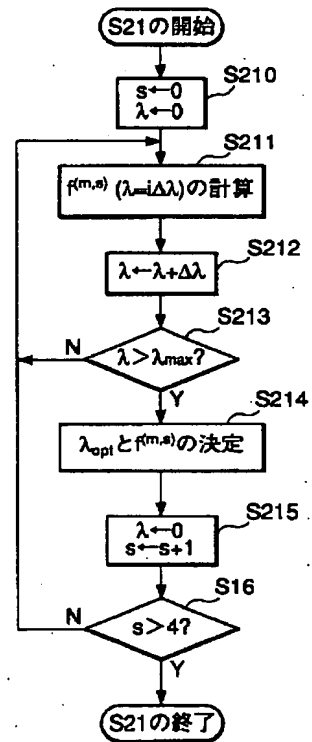 S21の開始
S210
s←0
λ←0
S211
f(m,s) (λ=iΔλ)の計算
S212
λ←λ+Δλ
S213
N
λ>λmax?
Y
S214
λoptとf(m,s)の決定
S215
λ←0
s←s+1
S16
N
s>4?
Y
S21の終了